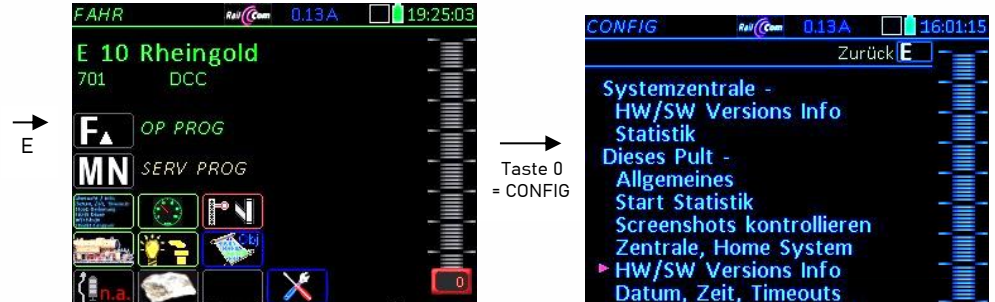 E
FAHR RailCom 0.13A 19:25:03
E 10 Rheingold
701 DCC
F▲ OP PROG
MN SERV PROG
Obj
n.a.
0
Taste 0
= CONFIG
CONFIG RailCom 0.13A 16:01:15
Zurück E
Systemzentrale -
HW/SW Versions Info
Statistik
Dieses Pult -
Allgemeines
Start Statistik
Screenshots kontrollieren
Zentrale, Home System
HW/SW Versions Info
Datum, Zeit, Timeouts